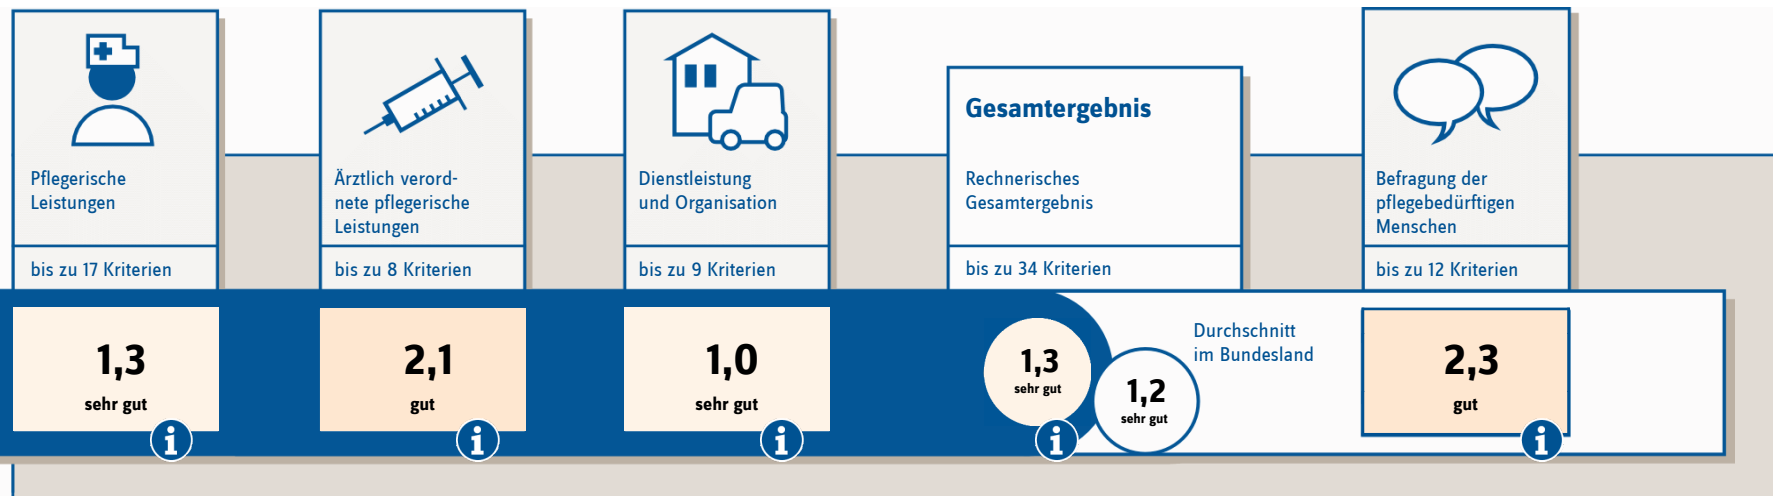 Pflegerische
Leistungen
bis zu 17 Kriterien
1,3
sehr gut
i
Ärztlich verord-
nete pflegerische
Leistungen
bis zu 8 Kriterien
2,1
gut
i
Dienstleistung
und Organisation
bis zu 9 Kriterien
1,0
sehr gut
i
Gesamtergebnis
Rechnerisches
Gesamtergebnis
bis zu 34 Kriterien
1,3
sehr gut
i
1,2
sehr gut
Durchschnitt
im Bundesland
Befragung der
pflegebedürftigen
Menschen
bis zu 12 Kriterien
2,3
gut
i